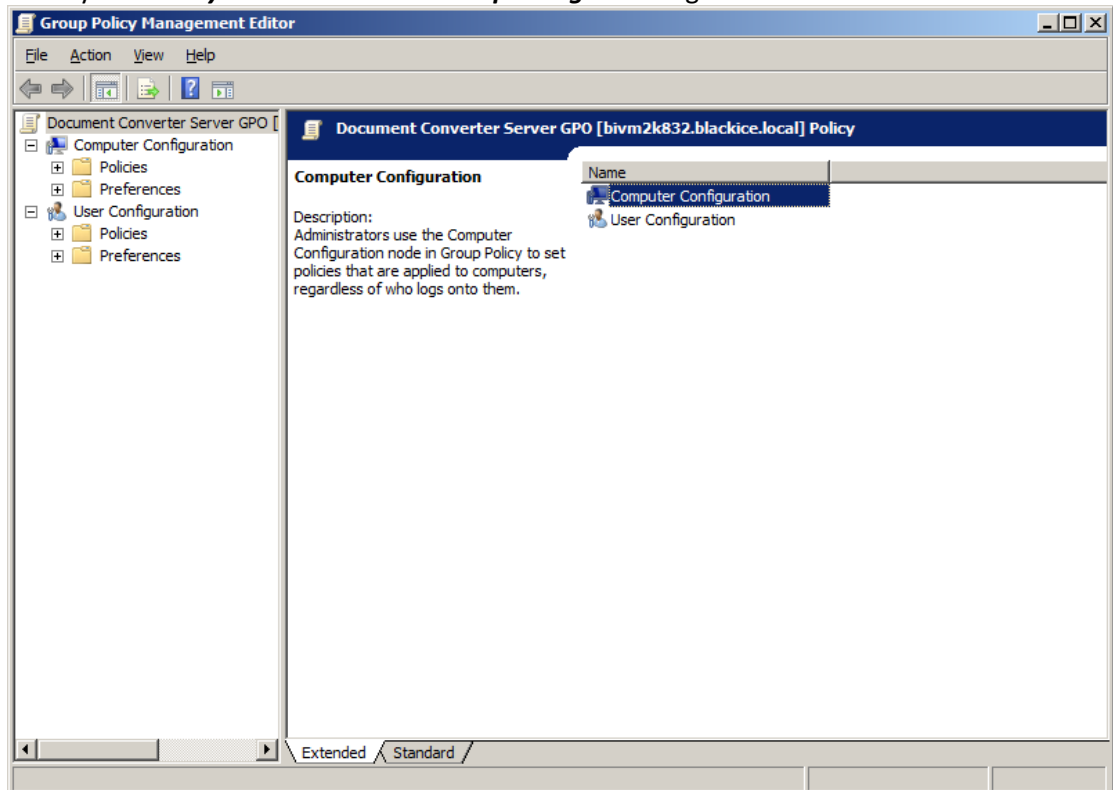 Group Policy Management Editor
File Action View Help
Document Converter Server GPO [
Computer Configuration
Policies
Preferences
User Configuration
Policies
Preferences
Document Converter Server GPO [bivm2k832.blackice.local] Policy
Computer Configuration
Description:
Administrators use the Computer
Configuration node in Group Policy to set
policies that are applied to computers,
regardless of who logs onto them.
Name
Computer Configuration
User Configuration
Extended Standard